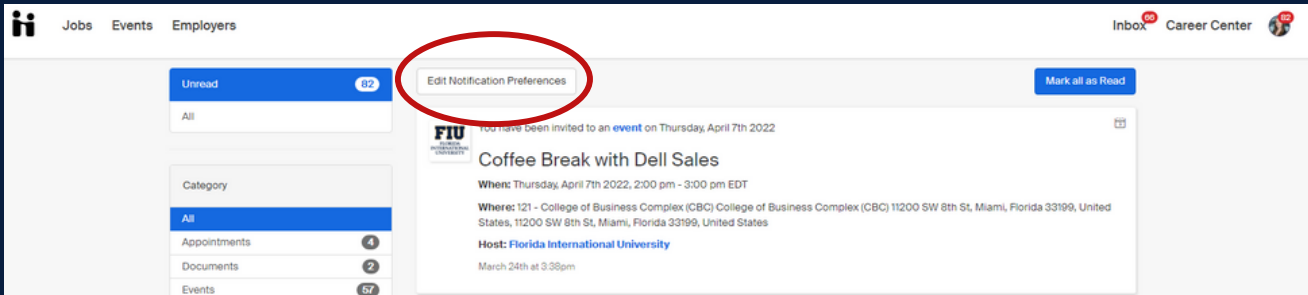 Jobs Events Employers
Inbox 66 Career Center 82
Unread 82
All
Category
All
Appointments 4
Documents 2
Events 57
Edit Notification Preferences
Mark all as Read
FIU
FLORIDA
INTERNATIONAL
UNIVERSITY
You have been invited to an event on Thursday, April 7th 2022
Coffee Break with Dell Sales
When: Thursday, April 7th 2022, 2:00 pm - 3:00 pm EDT
Where: 121 - College of Business Complex (CBC) College of Business Complex (CBC) 11200 SW 8th St, Miami, Florida 33199, United
States, 11200 SW 8th St, Miami, Florida 33199, United States
Host: Florida International University
March 24th at 3:38pm